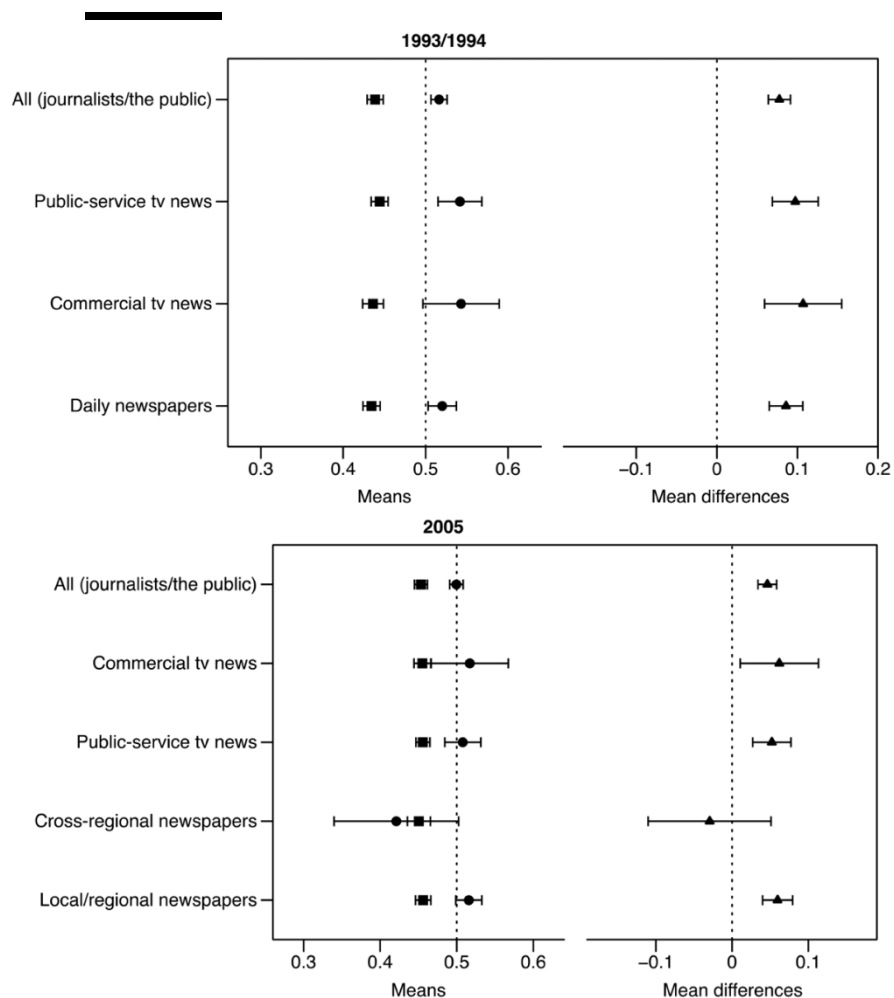 1993/1994
All (journalists/the public)
Public-service tv news
Commercial tv news
Daily newspapers
0.3 0.4 0.5 0.6 −0.1 0 0.1 0.2
Means Mean differences
2005
All (journalists/the public)
Commercial tv news
Public-service tv news
Cross-regional newspapers
Local/regional newspapers
0.3 0.4 0.5 0.6 −0.1 0 0.1
Means Mean differences